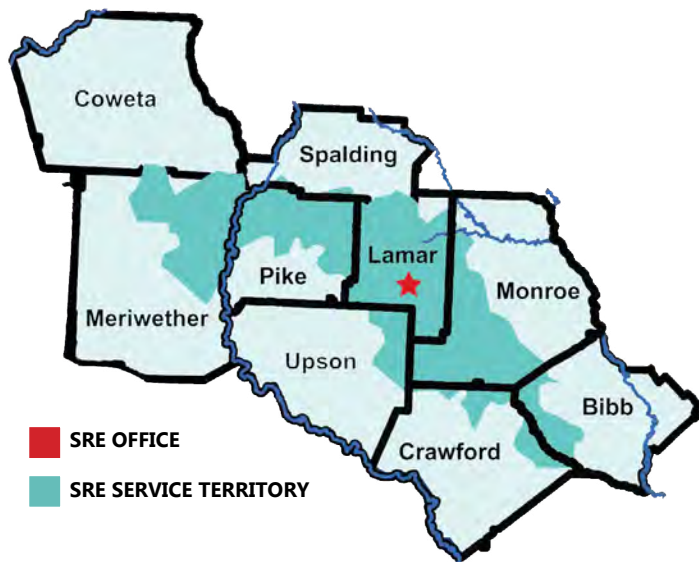 Coweta
Spalding
Lamar
Pike
Monroe
Meriwether
Upson
Bibb
Crawford
SRE OFFICE
SRE SERVICE TERRITORY